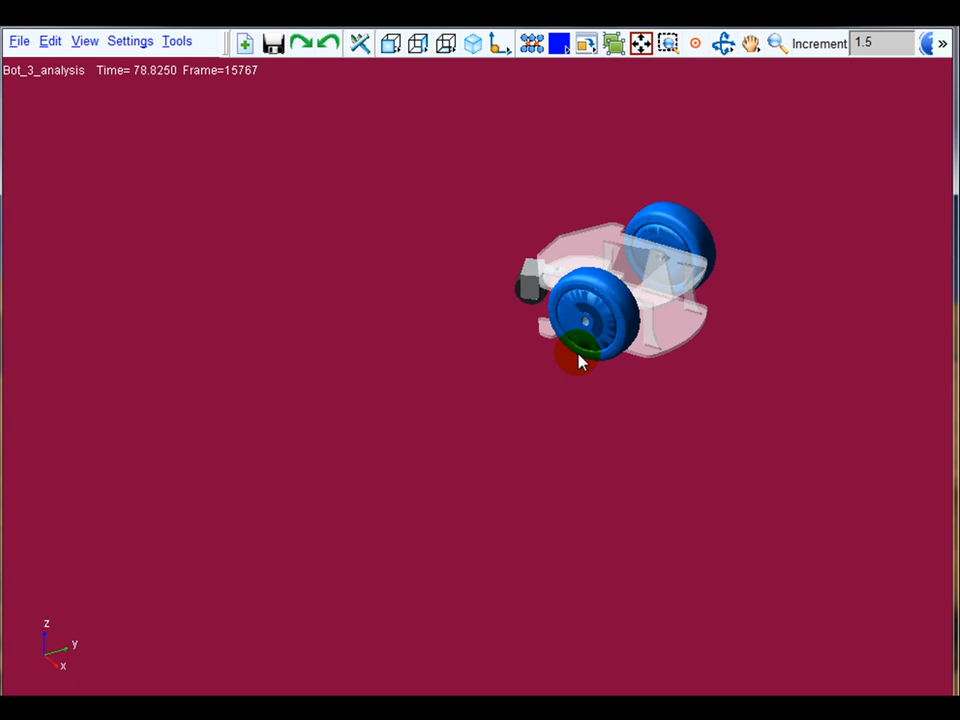 File Edit View Settings Tools Increment 1.5 »
Bot_3_analysis Time= 78.8250 Frame=15767
z
y
x